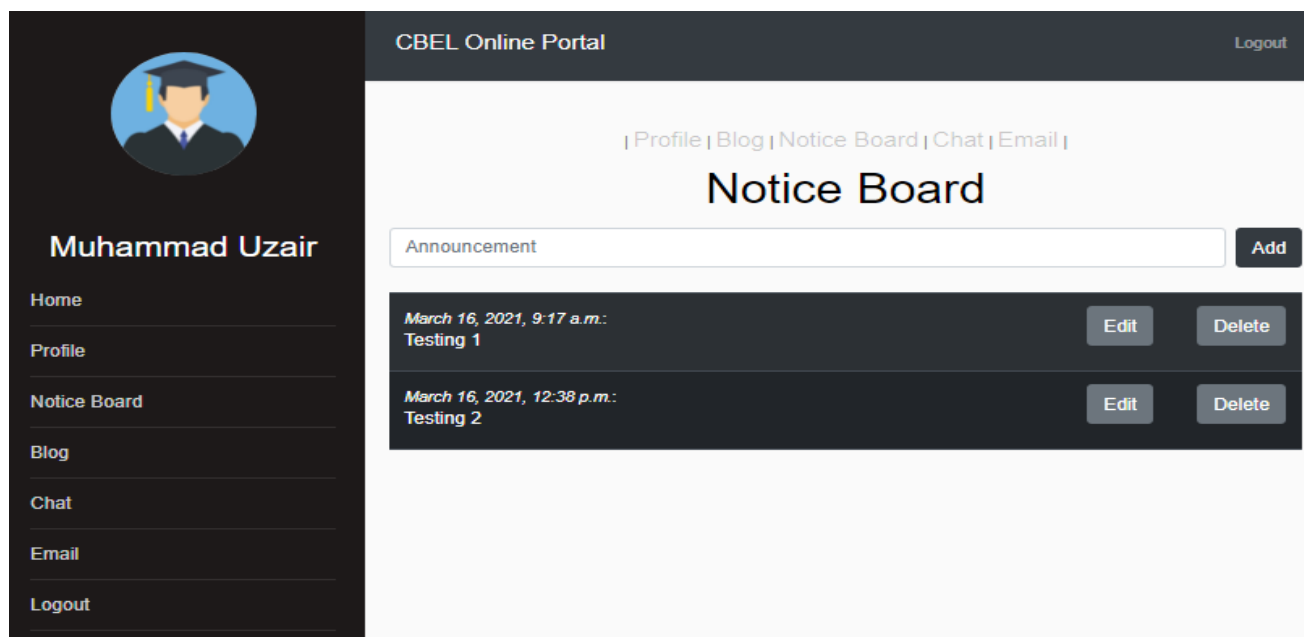 CBEL Online Portal
Logout
| Profile | Blog | Notice Board | Chat | Email |
Notice Board
Muhammad Uzair
Announcement
Add
Home
Profile
Notice Board
Blog
Chat
Email
Logout
March 16, 2021, 9:17 a.m.:
Testing 1
Edit
Delete
March 16, 2021, 12:38 p.m.:
Testing 2
Edit
Delete